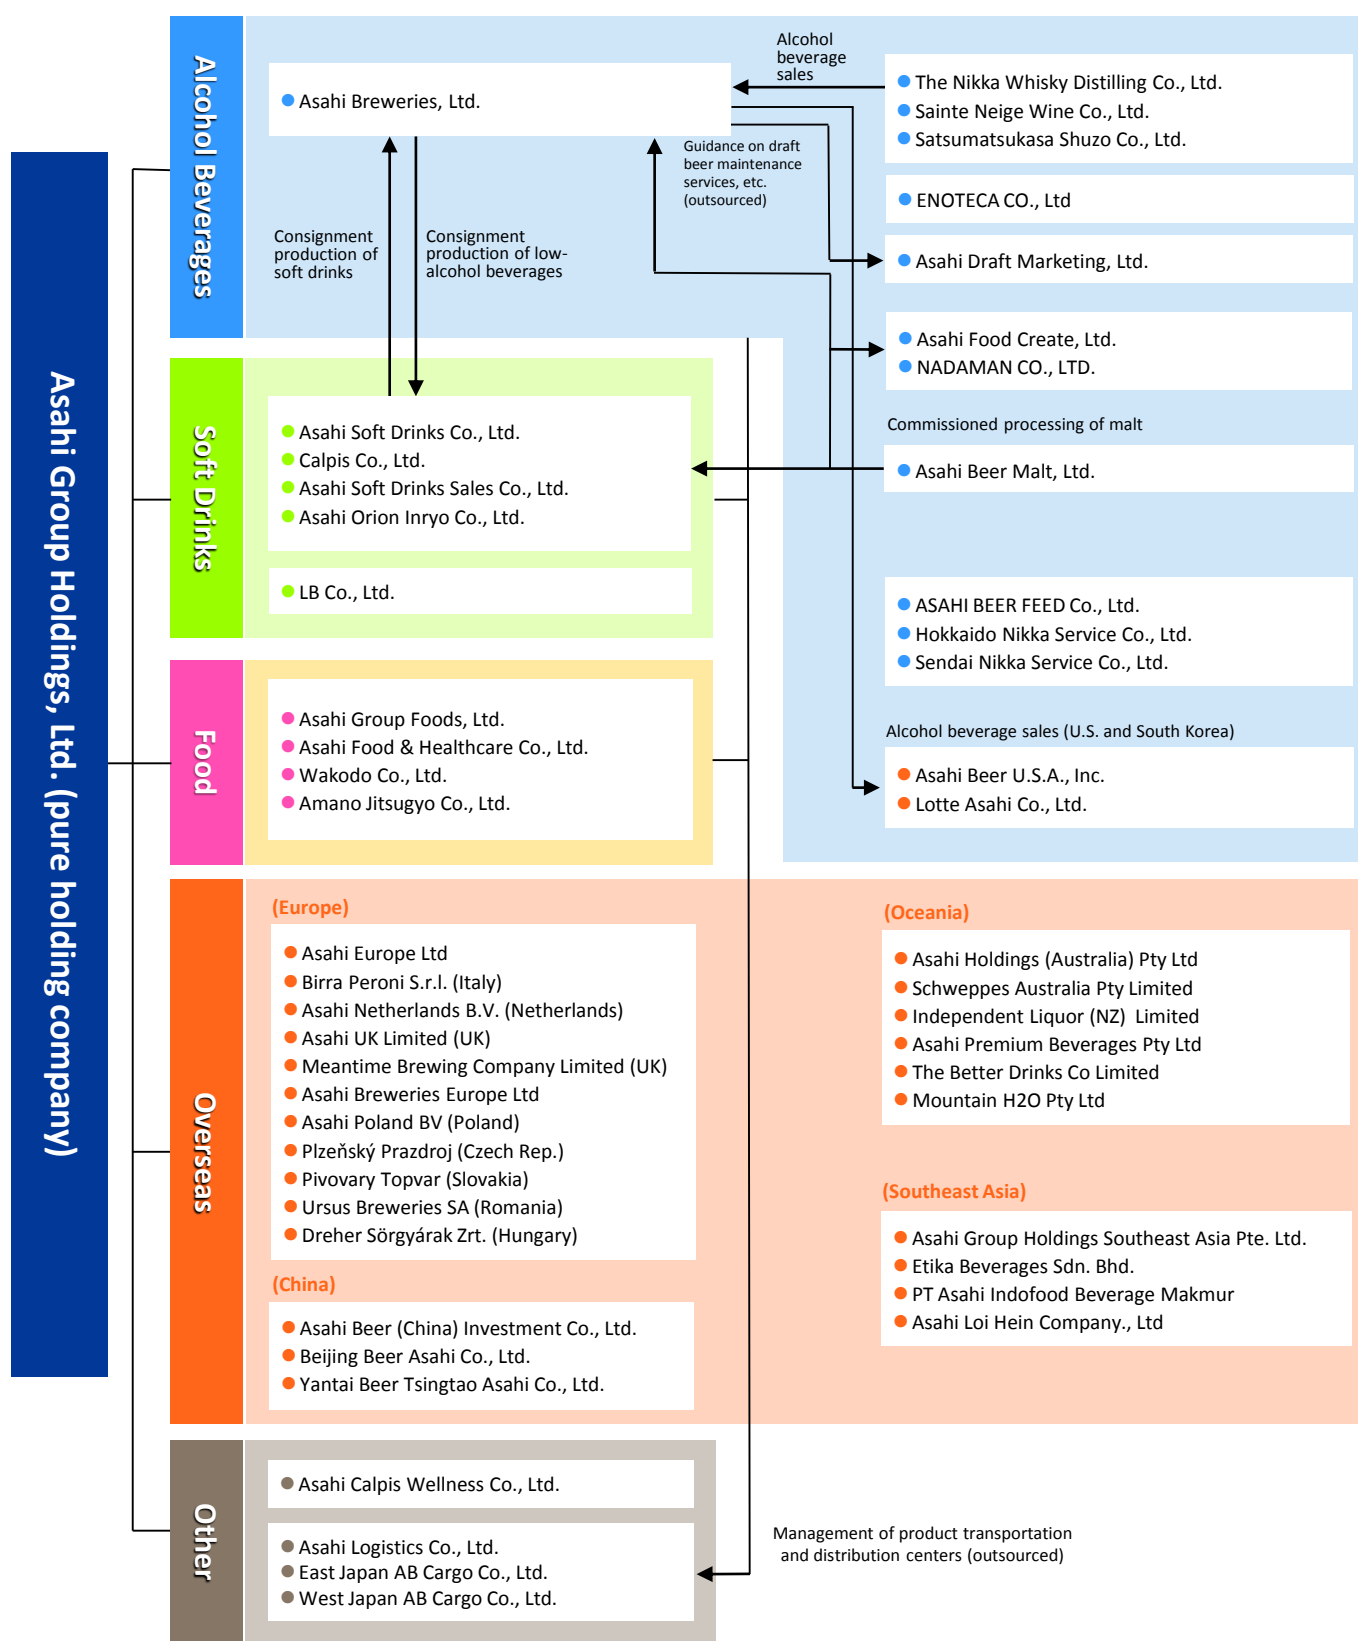 Asahi Group Holdings, Ltd. (pure holding company)
Alcohol Beverages
Asahi Breweries, Ltd.
Alcohol
beverage
sales
The Nikka Whisky Distilling Co., Ltd.
Sainte Neige Wine Co., Ltd.
Satsumatsukasa Shuzo Co., Ltd.
Guidance on draft
beer maintenance
services, etc.
(outsourced)
ENOTECA CO., Ltd
Consignment
production of
soft drinks
Consignment
production of low-
alcohol beverages
Asahi Draft Marketing, Ltd.
Asahi Food Create, Ltd.
NADAMAN CO., LTD.
Commissioned processing of malt
Asahi Beer Malt, Ltd.
ASAHI BEER FEED Co., Ltd.
Hokkaido Nikka Service Co., Ltd.
Sendai Nikka Service Co., Ltd.
Alcohol beverage sales (U.S. and South Korea)
Asahi Beer U.S.A., Inc.
Lotte Asahi Co., Ltd.
Soft Drinks
Asahi Soft Drinks Co., Ltd.
Calpis Co., Ltd.
Asahi Soft Drinks Sales Co., Ltd.
Asahi Orion Inryo Co., Ltd.
LB Co., Ltd.
Food
Asahi Group Foods, Ltd.
Asahi Food & Healthcare Co., Ltd.
Wakodo Co., Ltd.
Amano Jitsugyo Co., Ltd.
Overseas
(Europe)
Asahi Europe Ltd
Birra Peroni S.r.l. (Italy)
Asahi Netherlands B.V. (Netherlands)
Asahi UK Limited (UK)
Meantime Brewing Company Limited (UK)
Asahi Breweries Europe Ltd
Asahi Poland BV (Poland)
Plzeňský Prazdroj (Czech Rep.)
Pivovary Topvar (Slovakia)
Ursus Breweries SA (Romania)
Dreher Sörgyárak Zrt. (Hungary)
(China)
Asahi Beer (China) Investment Co., Ltd.
Beijing Beer Asahi Co., Ltd.
Yantai Beer Tsingtao Asahi Co., Ltd.
(Oceania)
Asahi Holdings (Australia) Pty Ltd
Schweppes Australia Pty Limited
Independent Liquor (NZ) Limited
Asahi Premium Beverages Pty Ltd
The Better Drinks Co Limited
Mountain H2O Pty Ltd
(Southeast Asia)
Asahi Group Holdings Southeast Asia Pte. Ltd.
Etika Beverages Sdn. Bhd.
PT Asahi Indofood Beverage Makmur
Asahi Loi Hein Company., Ltd
Other
Asahi Calpis Wellness Co., Ltd.
Asahi Logistics Co., Ltd.
East Japan AB Cargo Co., Ltd.
West Japan AB Cargo Co., Ltd.
Management of product transportation
and distribution centers (outsourced)